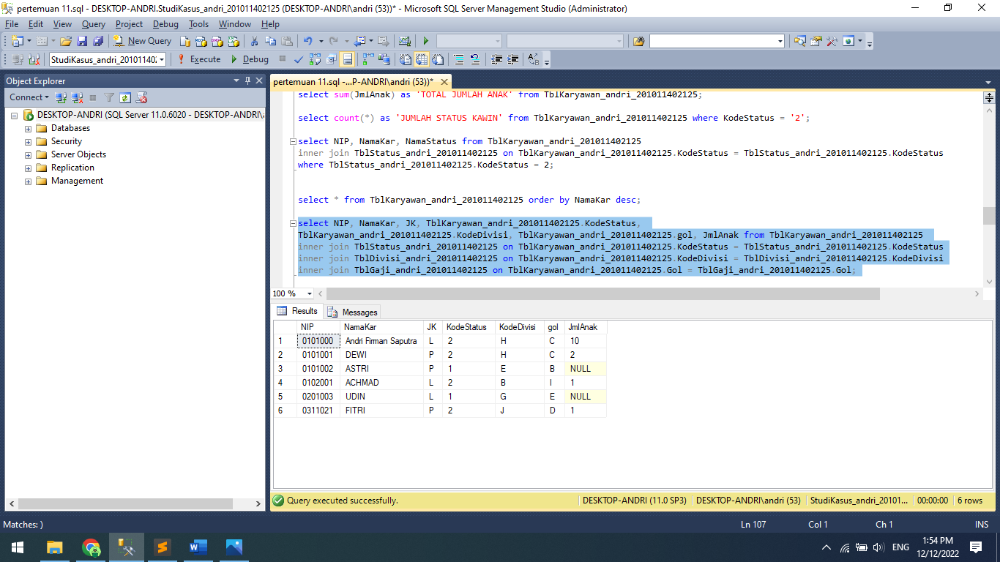 pertemuan 11.sql - DESKTOP-ANDRI.StudiKasus_andri_201011402125 (DESKTOP-ANDRI\andri (53))* - Microsoft SQL Server Management Studio (Administrator)
File Edit View Query Project Debug Tools Window Help
New Query
StudiKasus_andri_20101140 Execute Debug
Object Explorer
Connect
DESKTOP-ANDRI (SQL Server 11.0.6020 - DESKTOP-ANDRI\
Databases
Security
Server Objects
Replication
Management
pertemuan 11.sql -...P-ANDRI\andri (53))*
select sum(JmlAnak) as 'TOTAL JUMLAH ANAK' from TblKaryawan_andri_201011402125;
select count(*) as 'JUMLAH STATUS KAWIN' from TblKaryawan_andri_201011402125 where KodeStatus = '2';
select NIP, NamaKar, NamaStatus from TblKaryawan_andri_201011402125
inner join TblStatus_andri_201011402125 on TblKaryawan_andri_201011402125.KodeStatus = TblStatus_andri_201011402125.KodeStatus
where TblStatus_andri_201011402125.KodeStatus = 2;
select * from TblKaryawan_andri_201011402125 order by NamaKar desc;
select NIP, NamaKar, JK, TblKaryawan_andri_201011402125.KodeStatus,
TblKaryawan_andri_201011402125.KodeDivisi, TblKaryawan_andri_201011402125.gol, JmlAnak from TblKaryawan_andri_201011402125
inner join TblStatus_andri_201011402125 on TblKaryawan_andri_201011402125.KodeStatus = TblStatus_andri_201011402125.KodeStatus
inner join TblDivisi_andri_201011402125 on TblKaryawan_andri_201011402125.KodeDivisi = TblDivisi_andri_201011402125.KodeDivisi
inner join TblGaji_andri_201011402125 on TblKaryawan_andri_201011402125.Gol = TblGaji_andri_201011402125.Gol;
100 %
Results Messages
NIP NamaKar JK KodeStatus KodeDivisi gol JmlAnak
1 0101000 Andri Firman Saputra L 2 H C 10
2 0101001 DEWI P 2 H C 2
3 0101002 ASTRI P 1 E B NULL
4 0102001 ACHMAD L 2 B I 1
5 0201003 UDIN L 1 G E NULL
6 0311021 FITRI P 2 J D 1
Query executed successfully. DESKTOP-ANDRI (11.0 SP3) DESKTOP-ANDRI\andri (53) StudiKasus_andri_20101... 00:00:00 6 rows
Matches: ) Ln 107 Col 1 Ch 1 INS
ENG
1:54 PM
12/12/2022